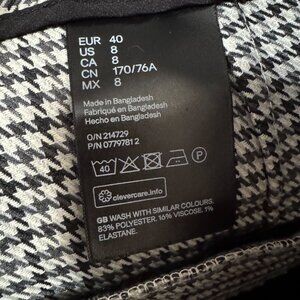 EUR 40
US 8
CA 8
CN 170/76A
MX 8
Made in Bangladesh
Fabriqué en Bangladesh
Hecho en Bangladesh
O/N 214729
P/N 0779781 2
40
P
clevercare.info
GB WASH WITH SIMILAR COLOURS.
83% POLYESTER. 16% VISCOSE. 1%
ELASTANE.